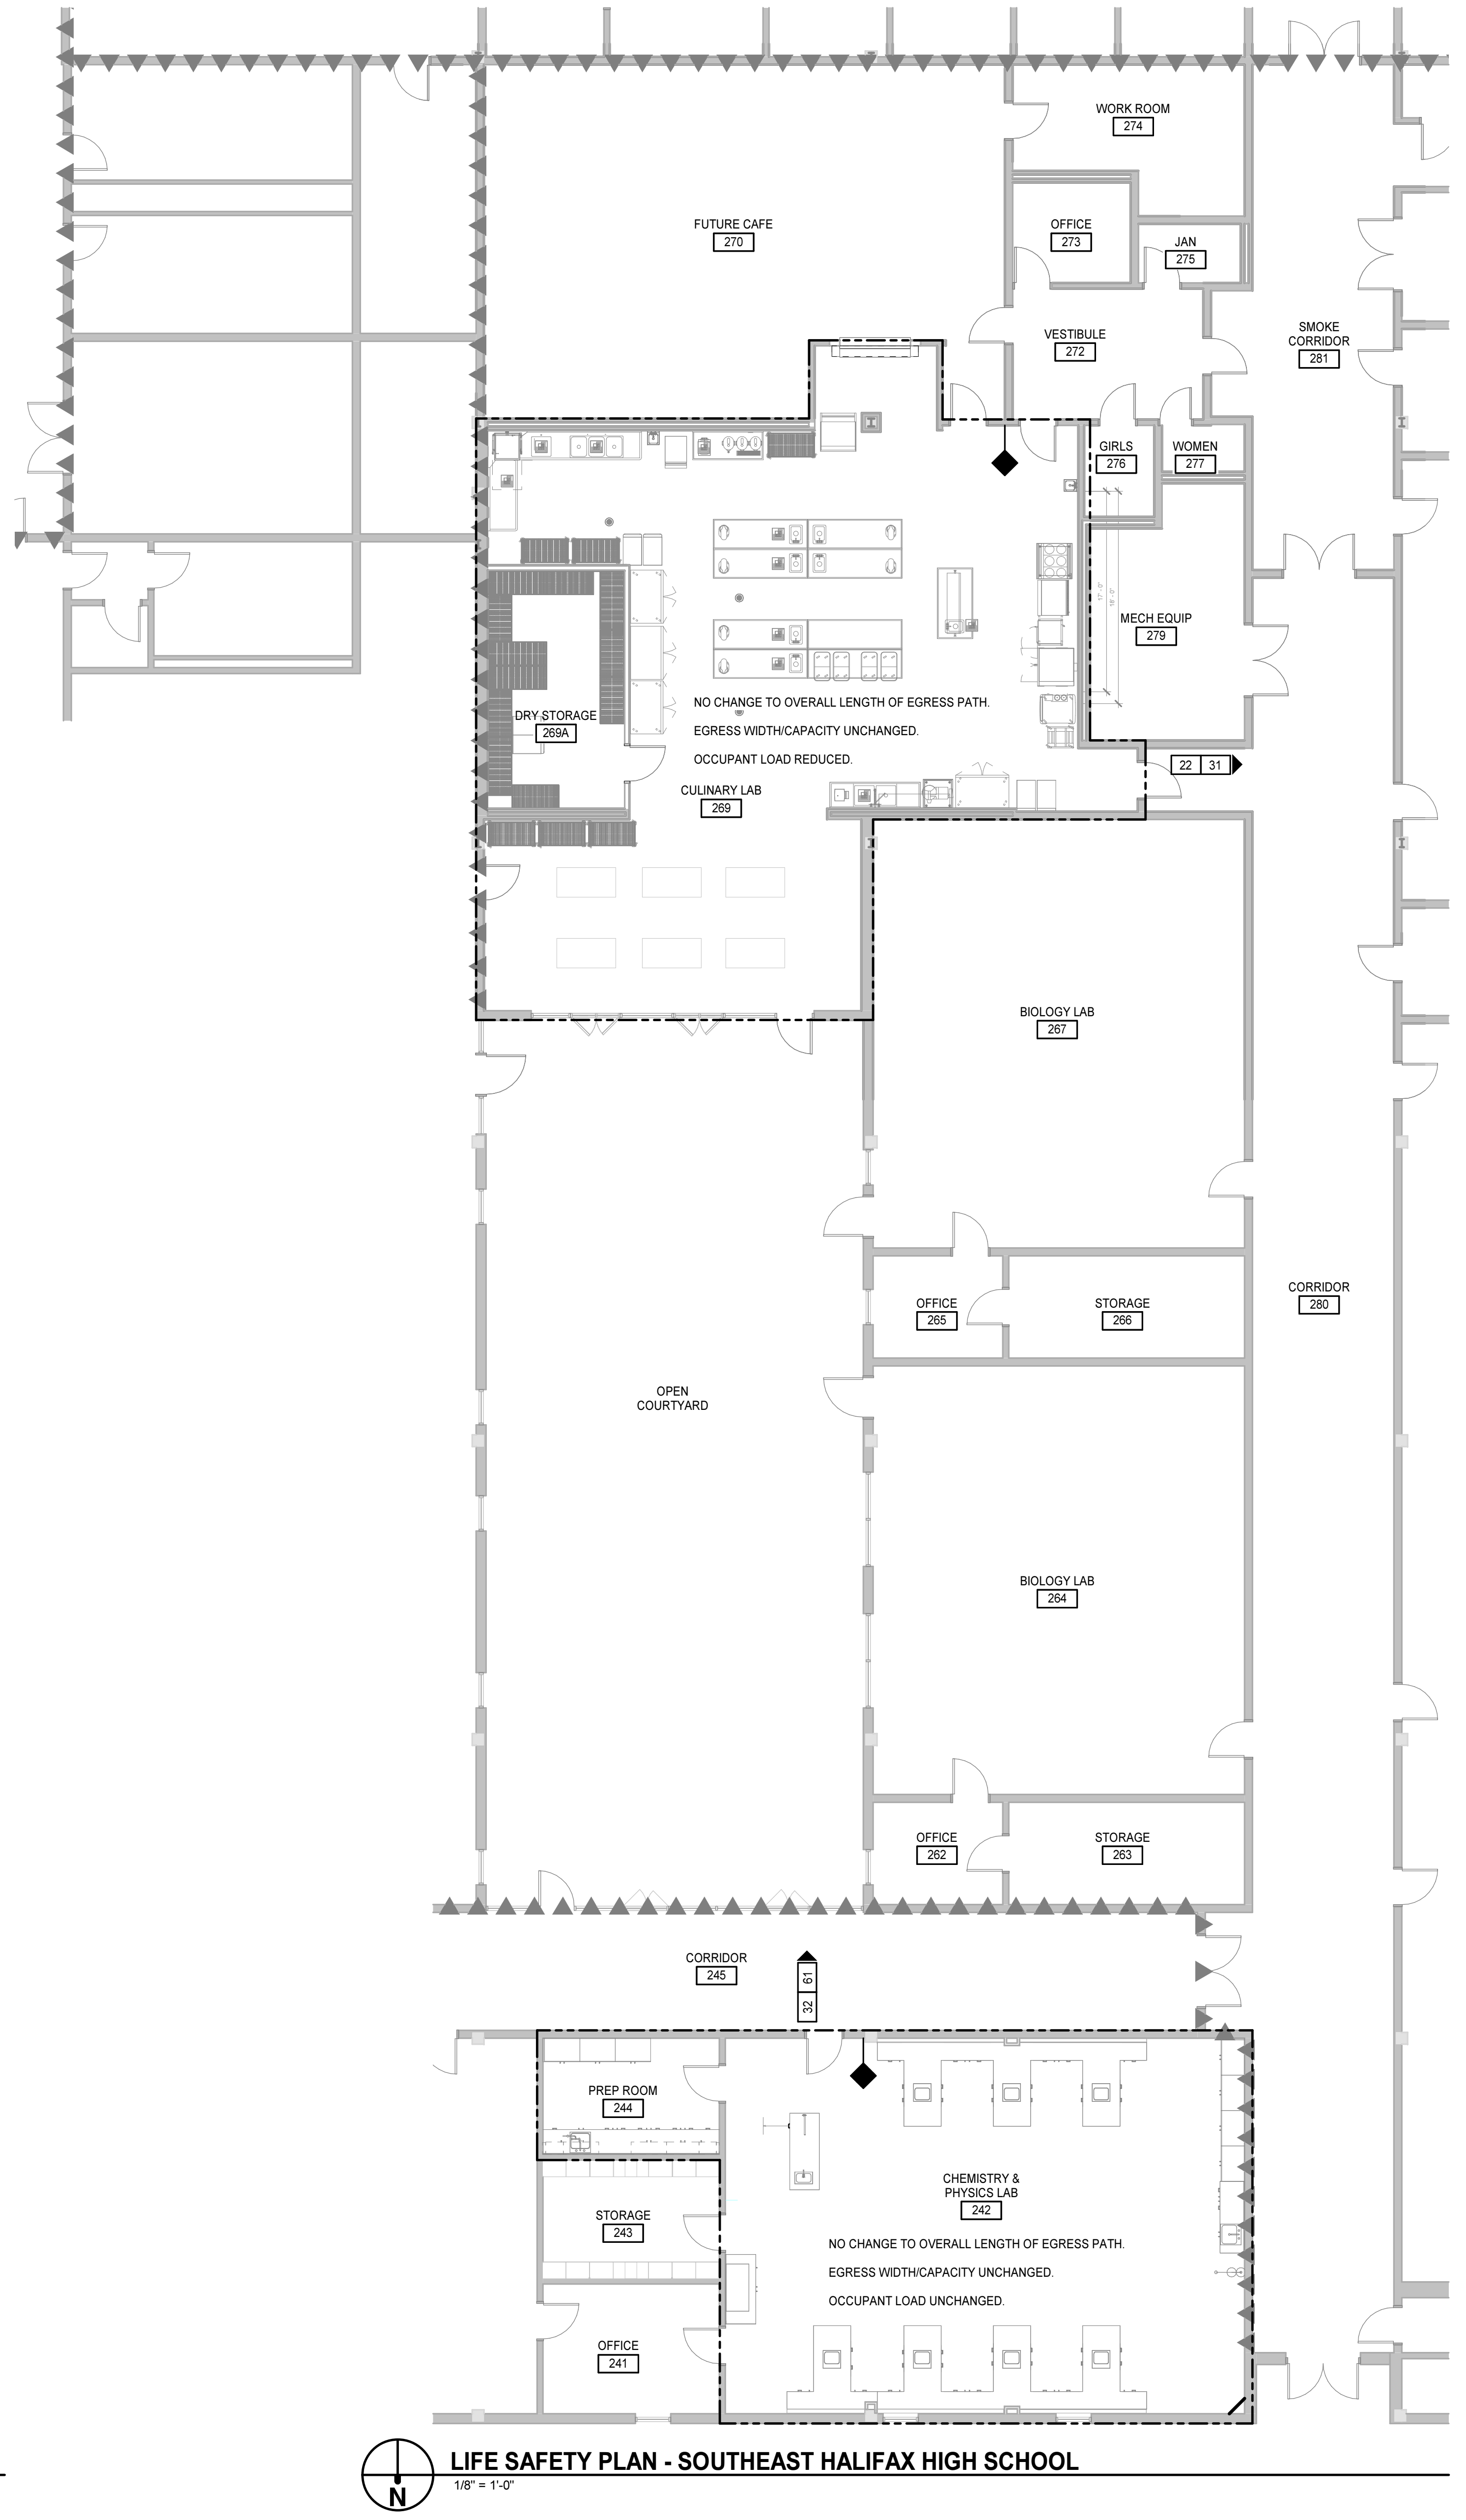 WORK ROOM
274
FUTURE CAFE
270
OFFICE
273
JAN
275
VESTIBULE
272
SMOKE
CORRIDOR
281
GIRLS
276
WOMEN
277
17' - 0"
18' - 0"
MECH EQUIP
279
NO CHANGE TO OVERALL LENGTH OF EGRESS PATH.
DRY STORAGE
269A
EGRESS WIDTH/CAPACITY UNCHANGED.
OCCUPANT LOAD REDUCED.
22 31
CULINARY LAB
269
BIOLOGY LAB
267
CORRIDOR
280
OFFICE
265
STORAGE
266
OPEN
COURTYARD
BIOLOGY LAB
264
OFFICE
262
STORAGE
263
CORRIDOR
245
32 61
PREP ROOM
244
CHEMISTRY &
PHYSICS LAB
242
STORAGE
243
NO CHANGE TO OVERALL LENGTH OF EGRESS PATH.
EGRESS WIDTH/CAPACITY UNCHANGED.
OCCUPANT LOAD UNCHANGED.
OFFICE
241
LIFE SAFETY PLAN - SOUTHEAST HALIFAX HIGH SCHOOL
1/8" = 1'-0"
N